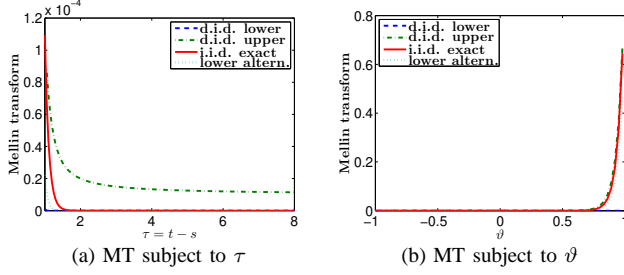 1.2 x 10⁻⁴
1
0.8
0.6
0.4
0.2
0
Mellin transform
d.i.d. lower
d.i.d. upper
i.i.d. exact
lower altern.
2 4 6 8
τ = t − s
(a) MT subject to τ
0.8
0.6
0.4
0.2
0
Mellin transform
d.i.d. lower
d.i.d. upper
i.i.d. exact
lower altern.
−1 −0.5 0 0.5 1
ϑ
(b) MT subject to ϑ